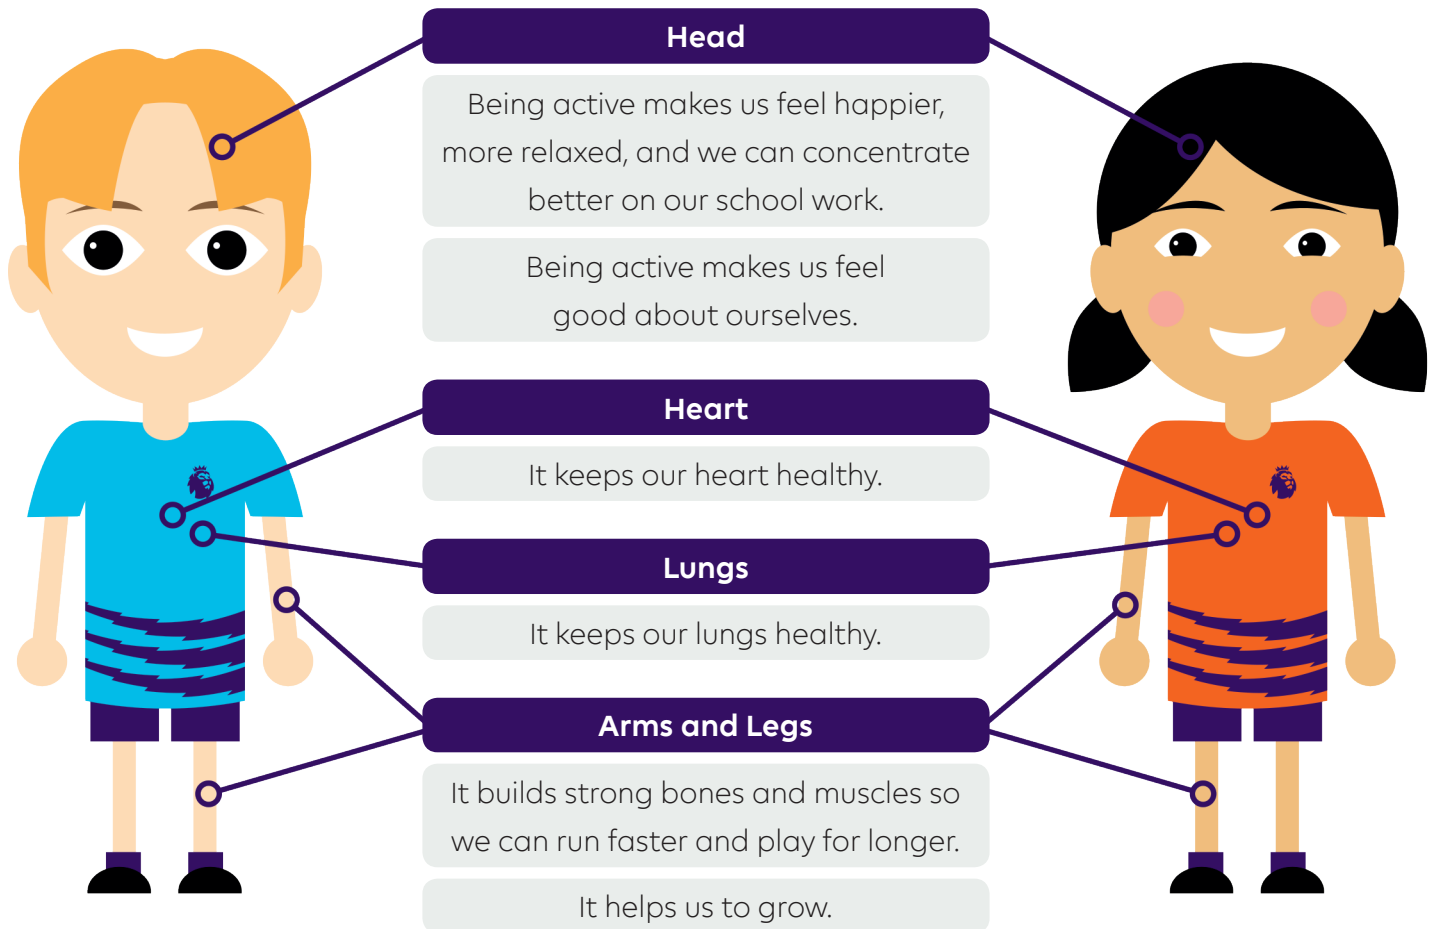 Head
Being active makes us feel happier,
more relaxed, and we can concentrate
better on our school work.
Being active makes us feel
good about ourselves.
Heart
It keeps our heart healthy.
Lungs
It keeps our lungs healthy.
Arms and Legs
It builds strong bones and muscles so
we can run faster and play for longer.
It helps us to grow.